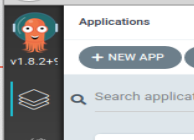 Applications
+ NEW APP
v1.8.2+9
Search applicat